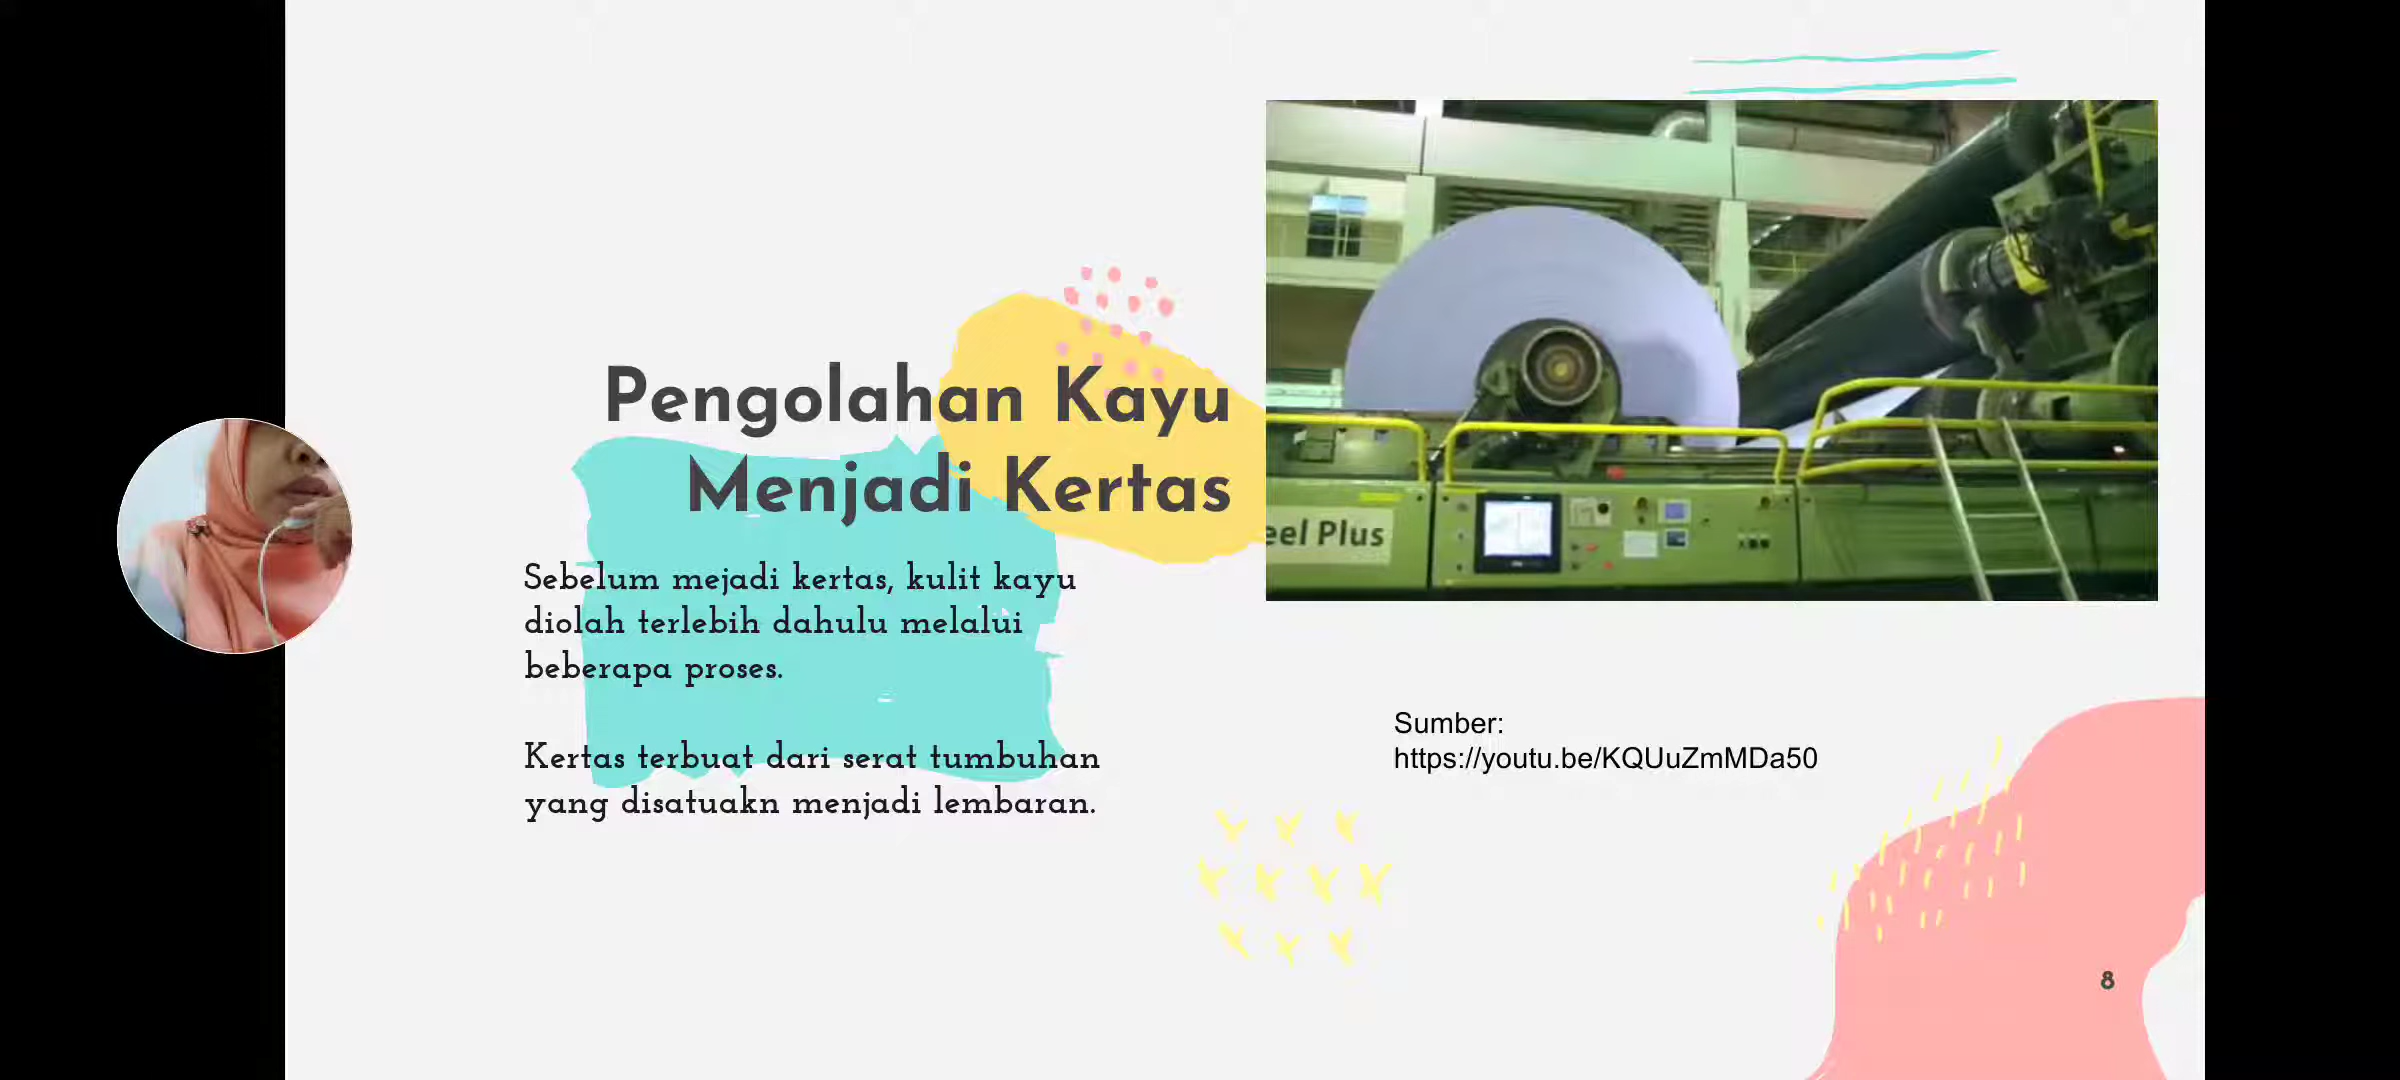 Pengolahan Kayu
Menjadi Kertas
Sebelum mejadi kertas, kulit kayu
diolah terlebih dahulu melalui
beberapa proses.
Kertas terbuat dari serat tumbuhan
yang disatuakn menjadi lembaran.
eel Plus
Sumber:
https://youtu.be/KQUuZmMDa50
8